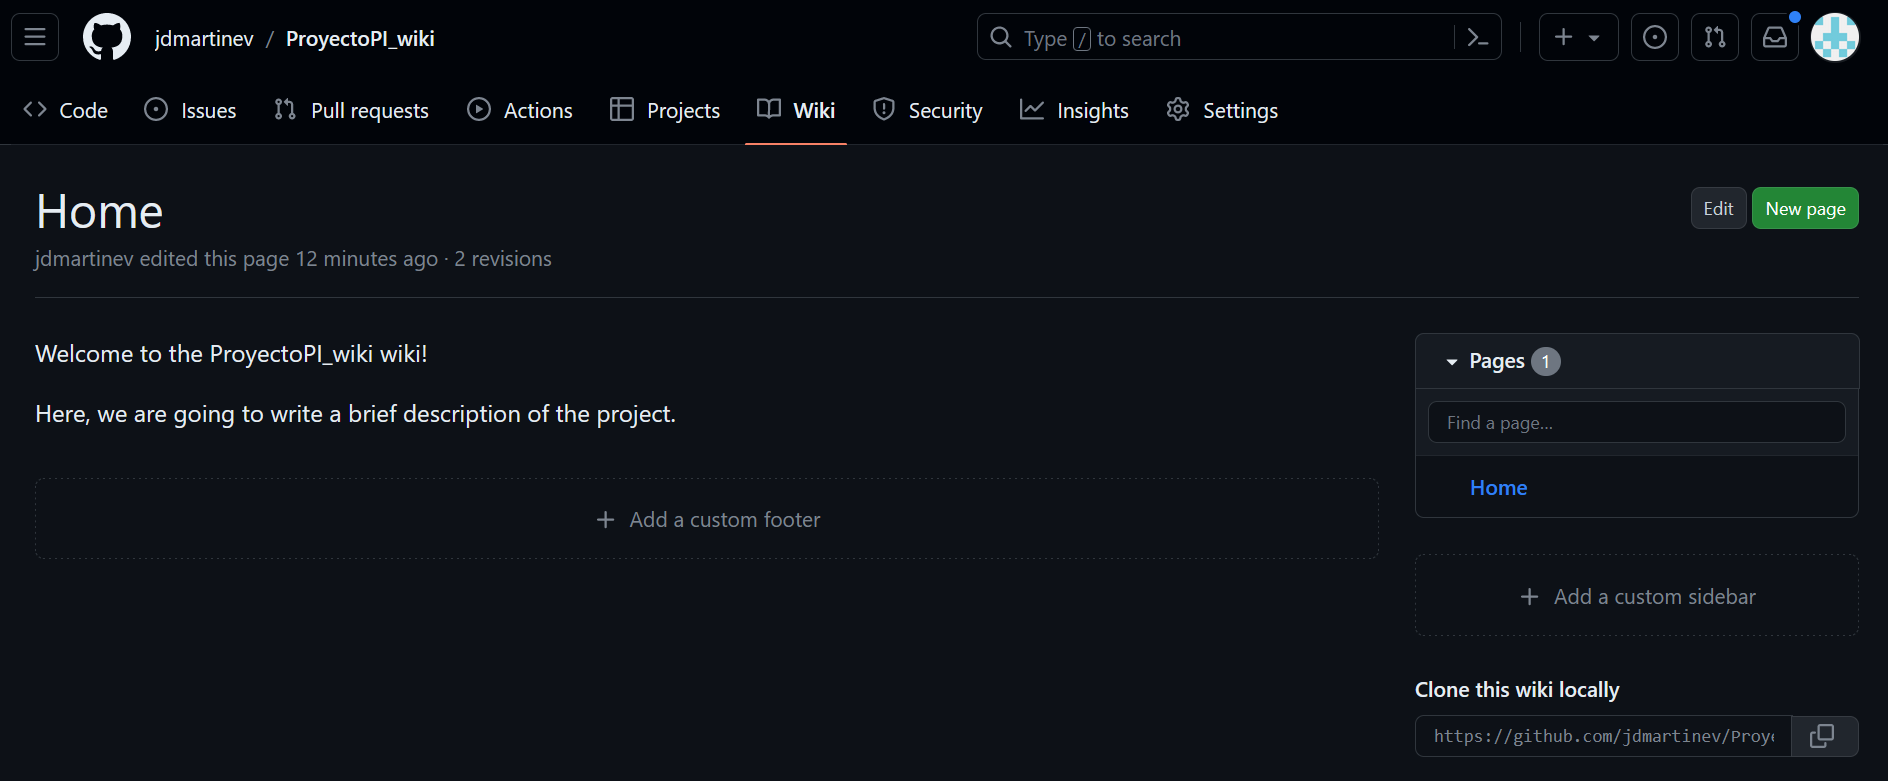 jdmartinev / ProyectoPI_wiki
Type / to search
Code Issues Pull requests Actions Projects Wiki Security Insights Settings
Home
Edit New page
jdmartinev edited this page 12 minutes ago · 2 revisions
Welcome to the ProyectoPI_wiki wiki!
Here, we are going to write a brief description of the project.
Add a custom footer
Pages 1
Find a page...
Home
Add a custom sidebar
Clone this wiki locally
https://github.com/jdmartinev/Proye